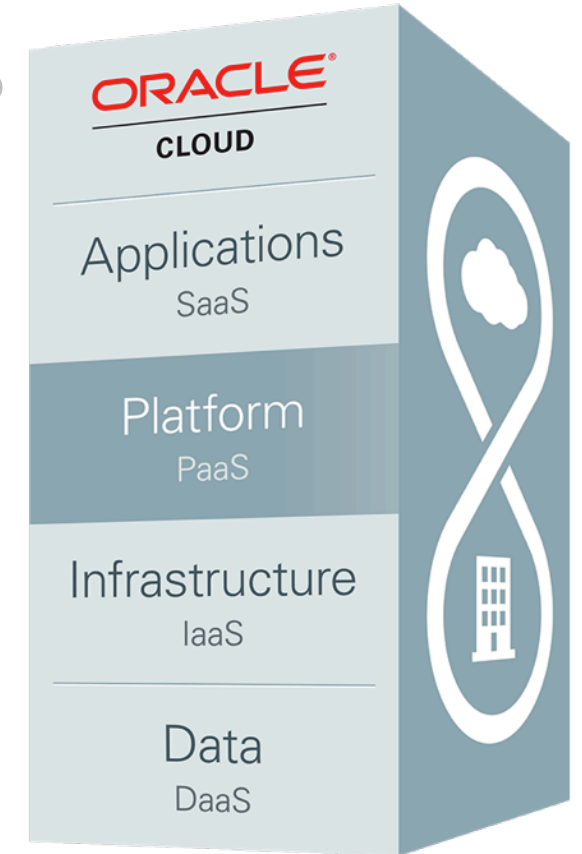 ORACLE®
CLOUD
Applications
SaaS
Platform
PaaS
Infrastructure
IaaS
Data
DaaS